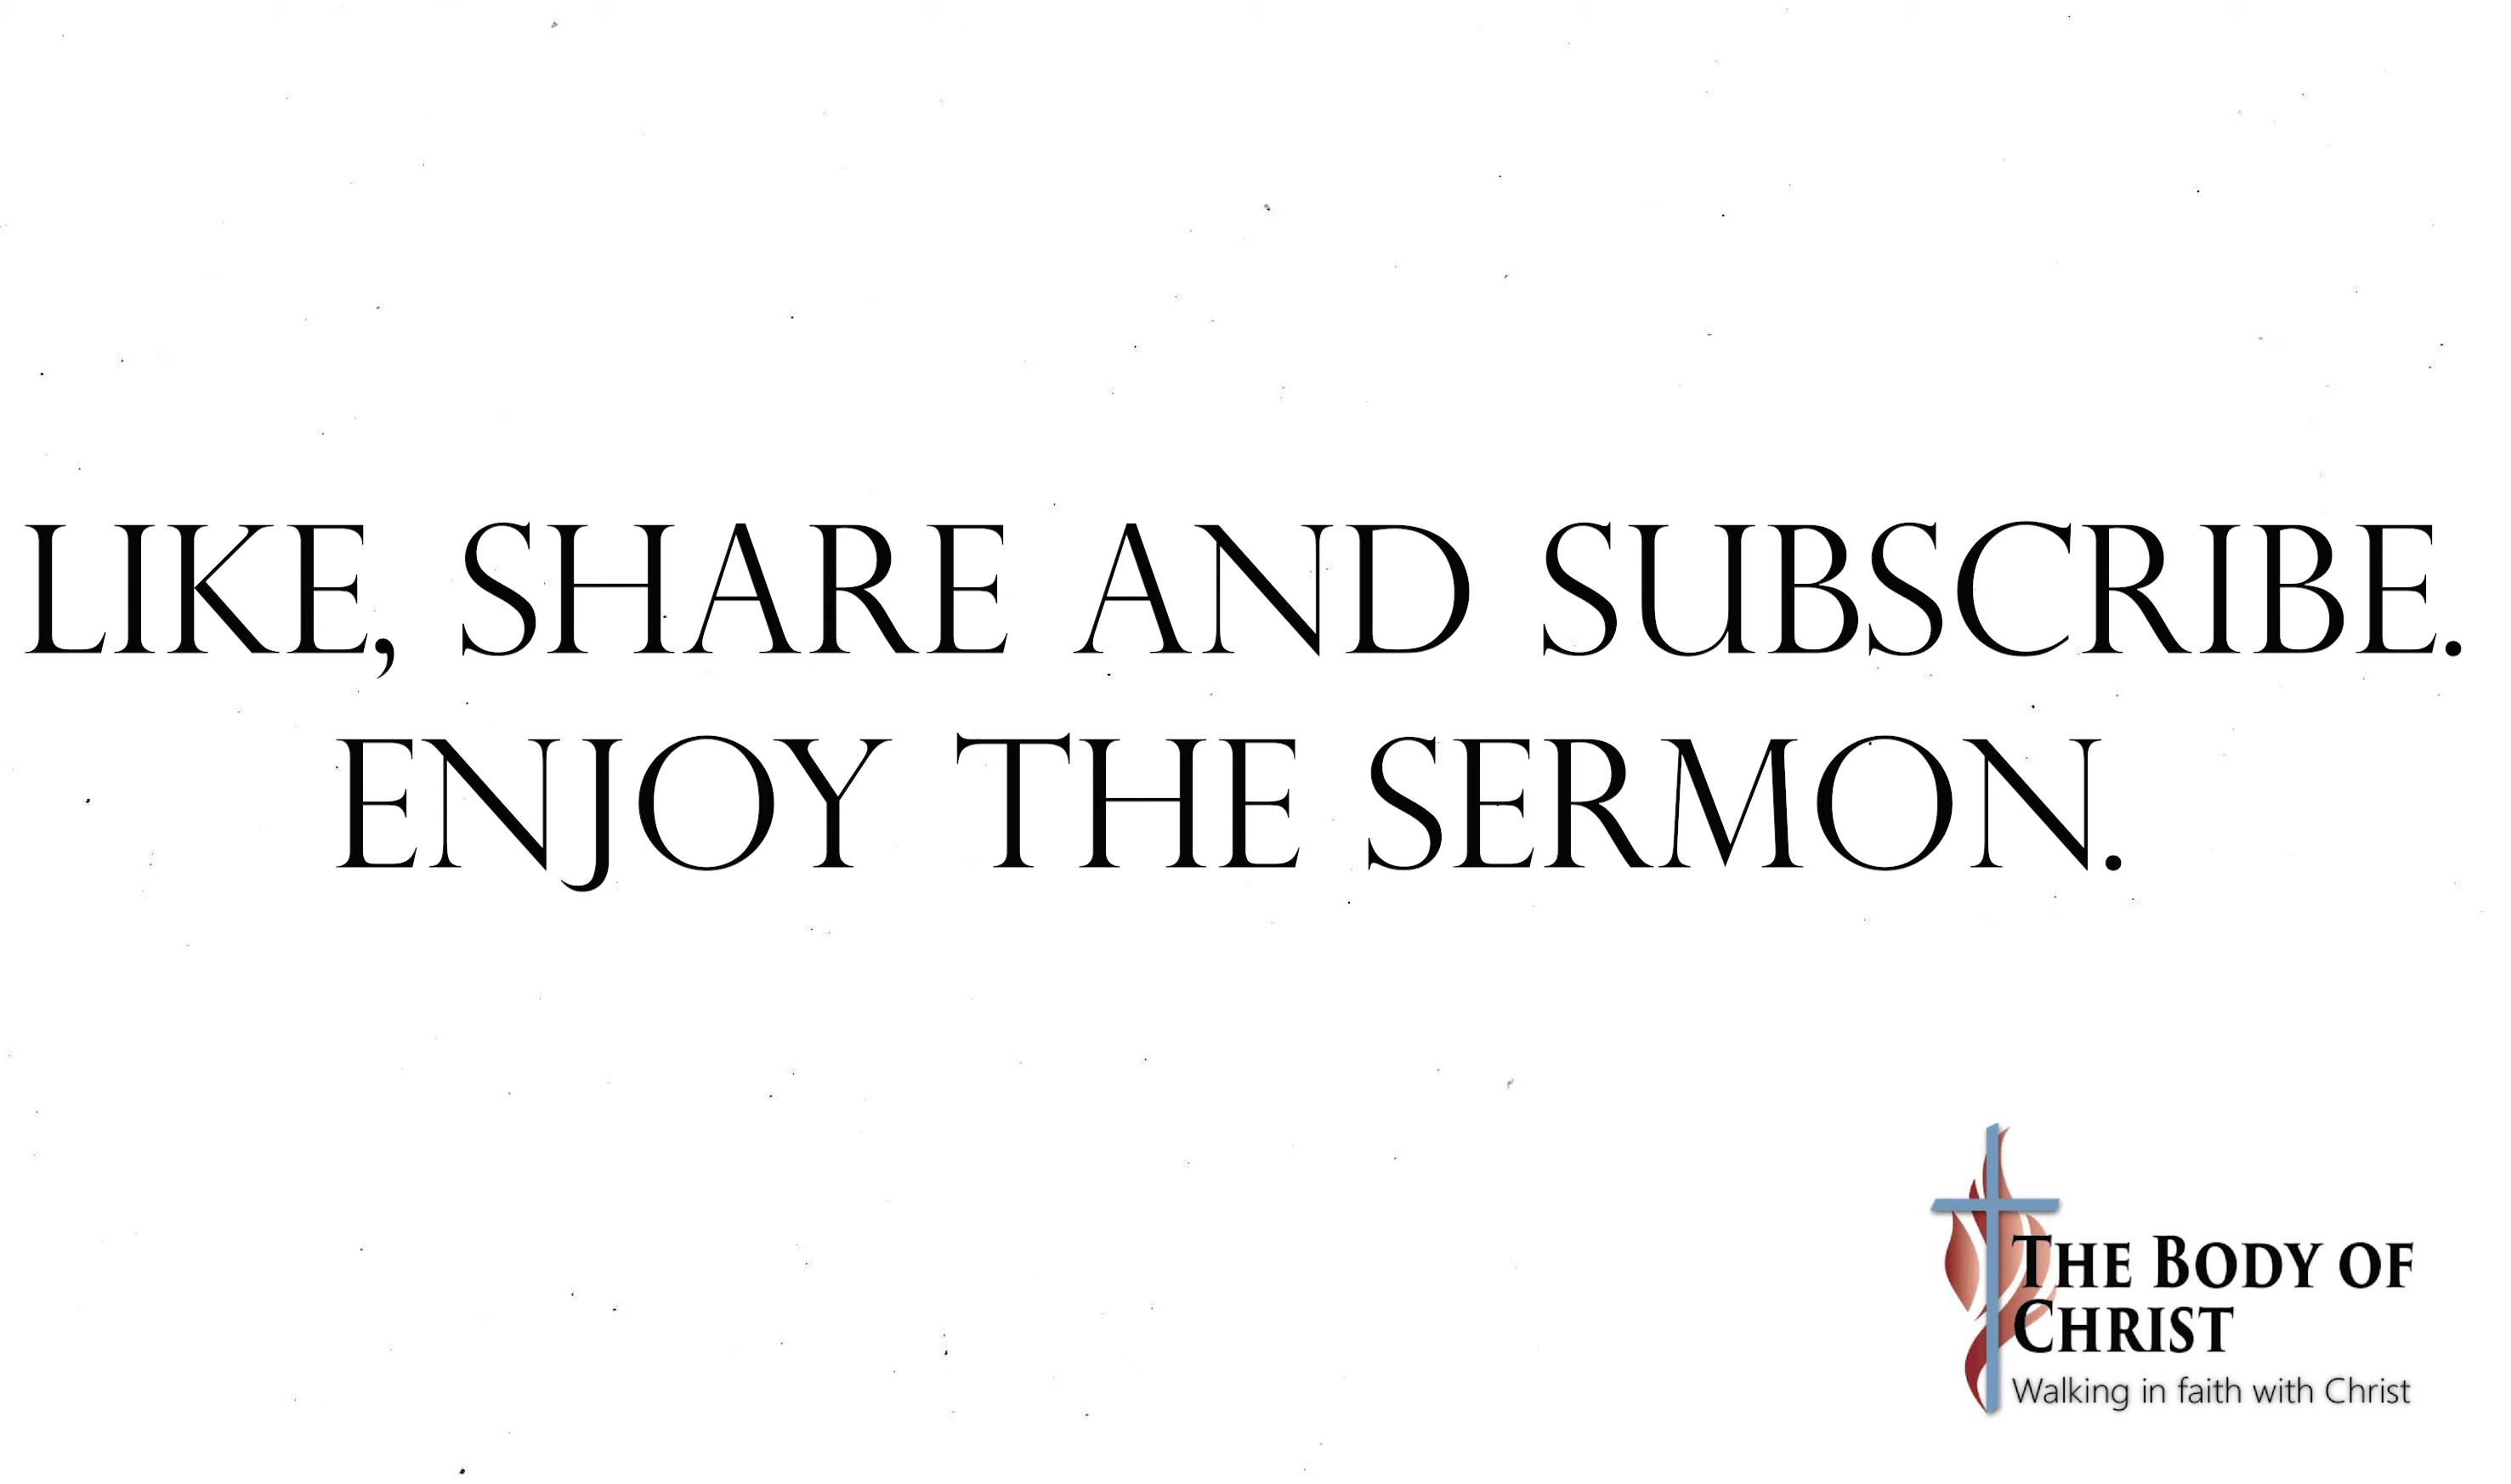 LIKE, SHARE AND SUBSCRIBE.
ENJOY THE SERMON.
THE BODY OF
CHRIST
Walking in faith with Christ